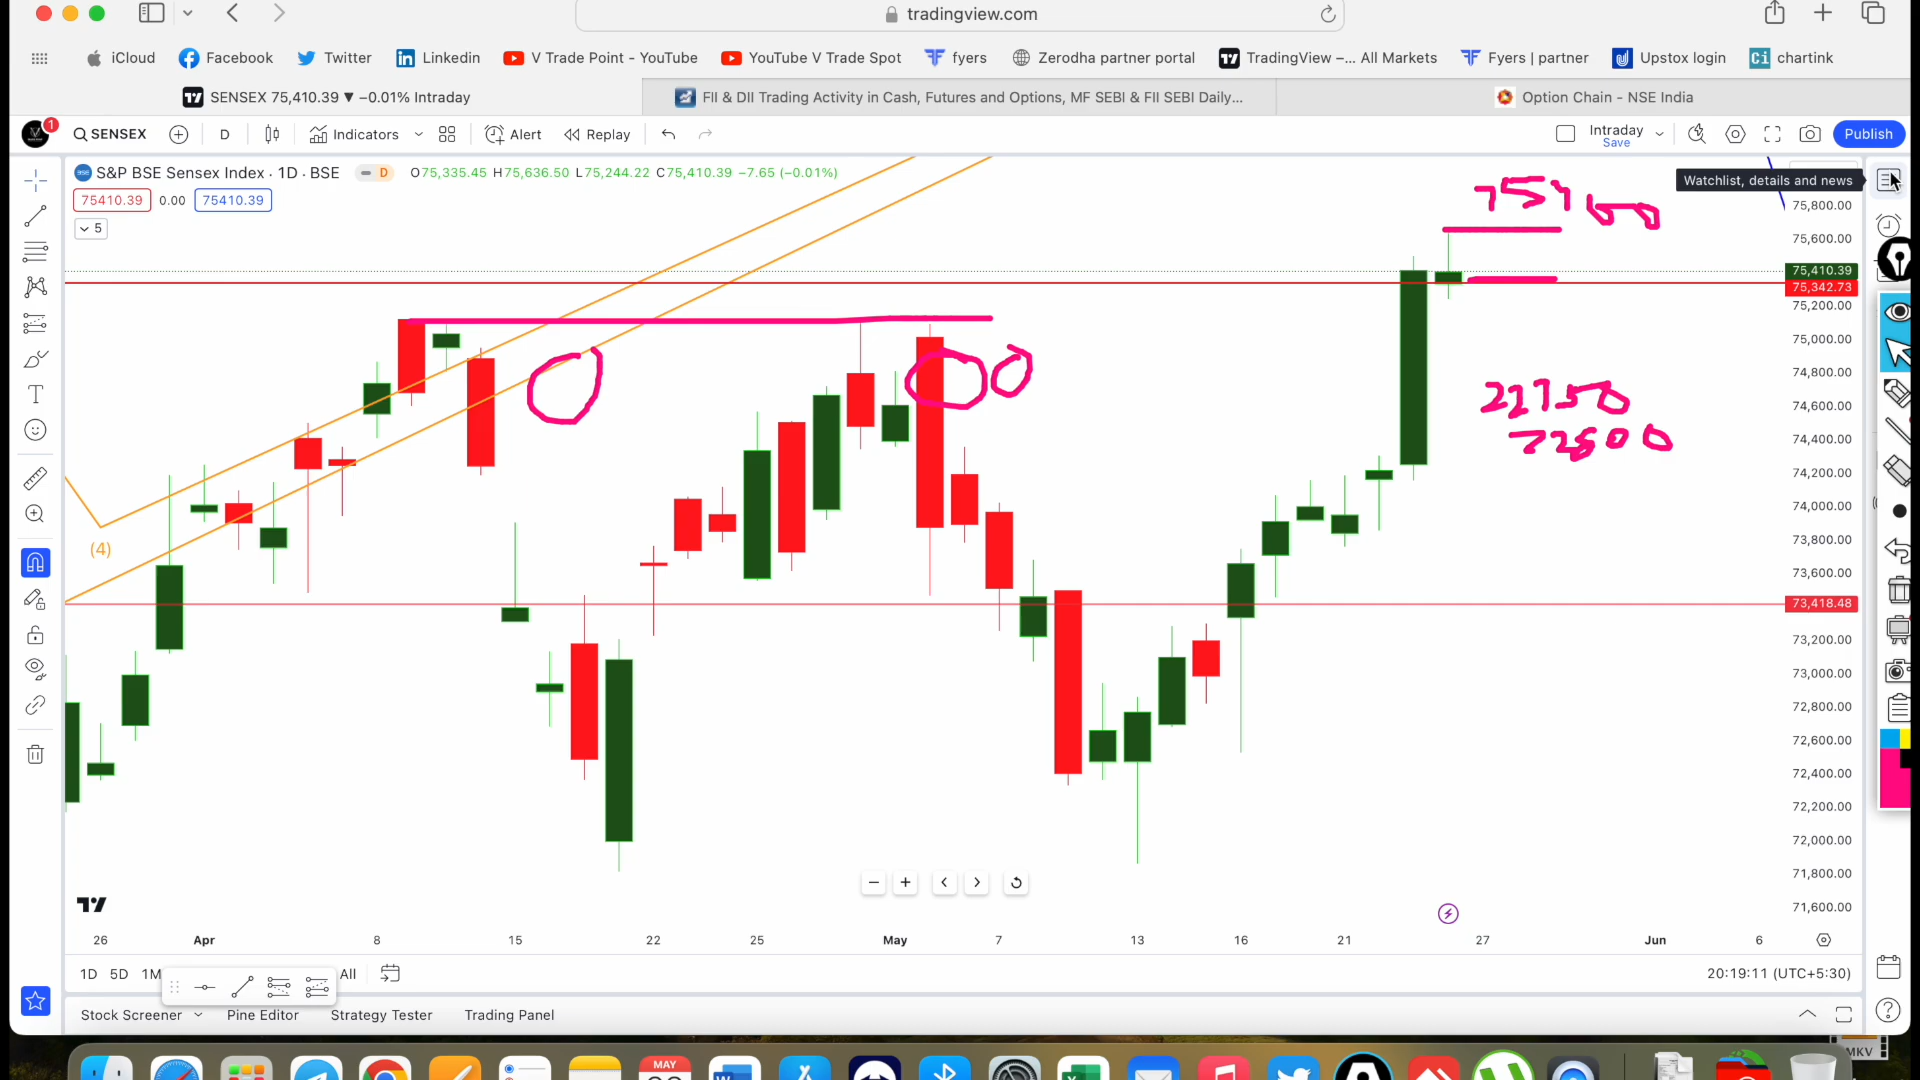 tradingview.com
iCloud Facebook Twitter Linkedin V Trade Point - YouTube YouTube V Trade Spot fyers Zerodha partner portal TradingView –... All Markets Fyers | partner Upstox login Ci chartink
SENSEX 75,410.39 ▼ −0.01% Intraday FII & DII Trading Activity in Cash, Futures and Options, MF SEBI & FII SEBI Daily... Option Chain - NSE India
1 SENSEX D Indicators Alert Replay Intraday Save Publish
S&P BSE Sensex Index · 1D · BSE D O75,335.45 H75,636.50 L75,244.22 C75,410.39 −7.65 (−0.01%)
Watchlist, details and news
75410.39 0.00 75410.39
5
75,800.00
75,600.00
75,410.39
75,342.73
75,200.00
75,000.00
74,800.00
22750
74,600.00
74,400.00
74,200.00
74,000.00
73,800.00
(4)
73,600.00
73,418.48
73,200.00
73,000.00
72,800.00
72,600.00
72,400.00
72,200.00
72,000.00
71,800.00
71,600.00
26 Apr 8 15 22 25 May 7 13 16 21 27 Jun 6
1D 5D 1M All 20:19:11 (UTC+5:30)
Stock Screener Pine Editor Strategy Tester Trading Panel
MKV
MAY